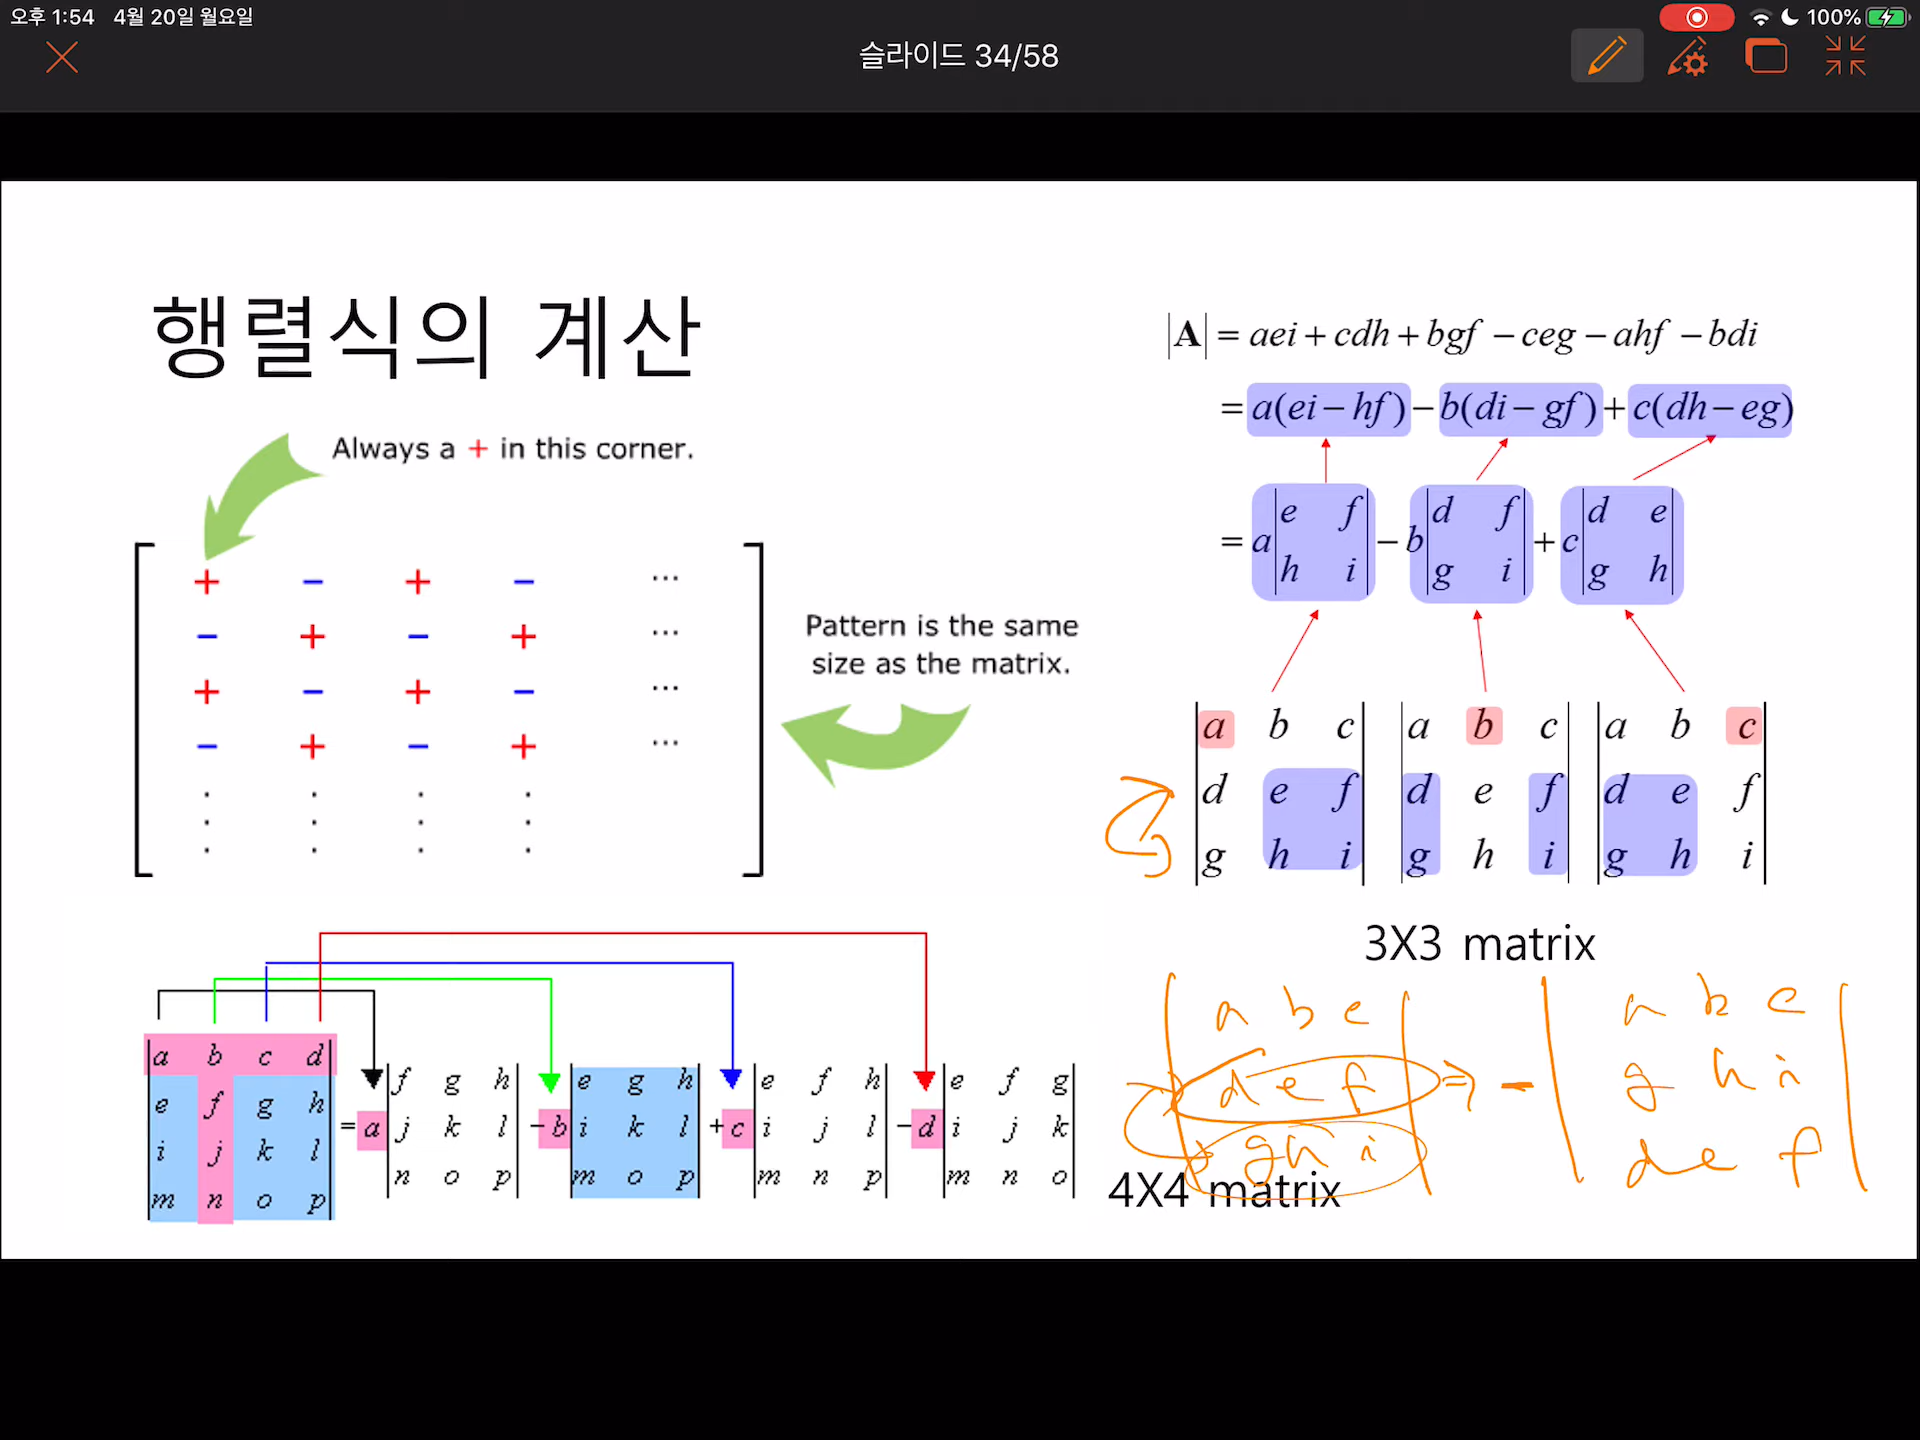 오후 1:54 4월 20일 월요일
100%
슬라이드 34/58
행렬식의 계산
Always a + in this corner.
+ − + − ...
− + − + ...
+ − + − ...
− + − + ...
Pattern is the same
size as the matrix.
|A| = aei + cdh + bgf − ceg − ahf − bdi
= a(ei − hf) − b(di − gf) + c(dh − eg)
= a |e f| − b |d f| + c |d e|
|h i| |g i| |g h|
|a b c| |a b c| |a b c|
|d e f| |d e f| |d e f|
|g h i| |g h i| |g h i|
3X3 matrix
|a b c d|
|e f g h| |f g h| |e g h| |e f h| |e f g|
|i j k l| = a |j k l| − b |i k l| + c |i j l| − d |i j k|
|m n o p| |n o p| |m o p| |m n p| |m n o|
4X4 matrix
|a b c| |a b c|
|d e f| ⇒ − |g h i|
|g h i| |d e f|